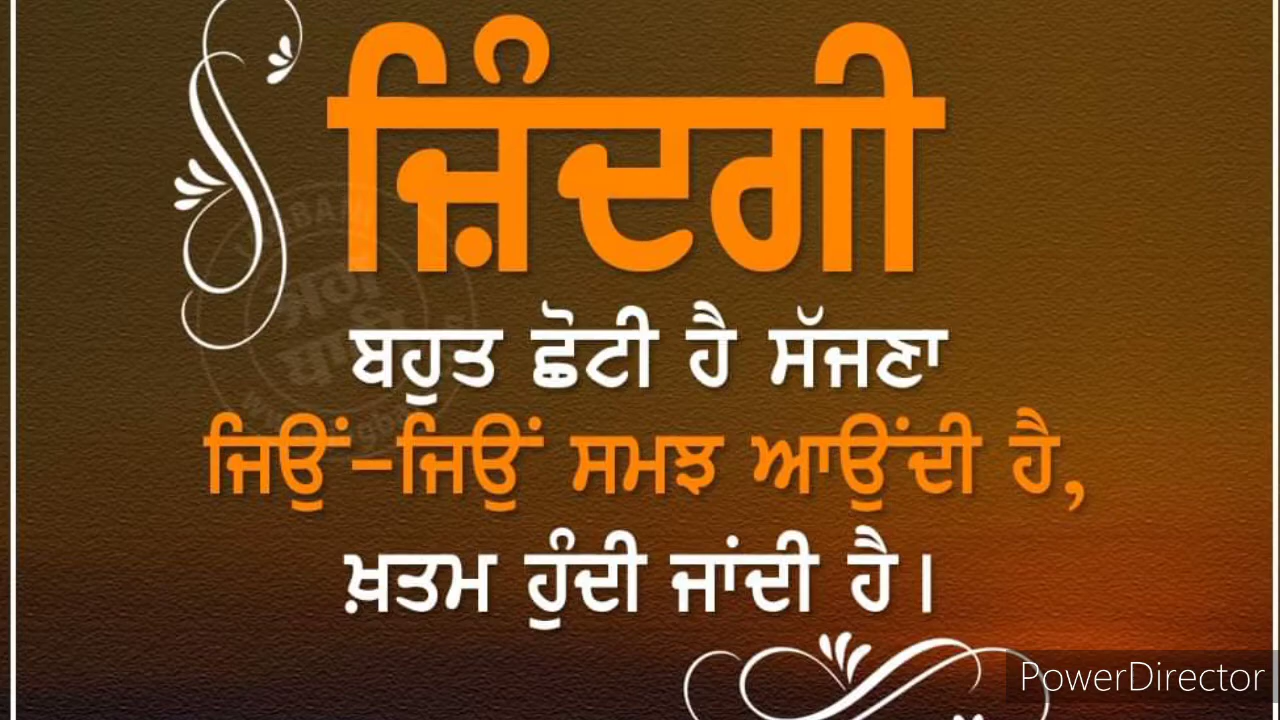 ਜ਼ਿੰਦਗੀ
ਬਹੁਤ ਛੋਟੀ ਹੈ ਸੱਜਣਾ
ਜਿਉਂ-ਜਿਉਂ ਸਮਝ ਆਉਂਦੀ ਹੈ,
ਖ਼ਤਮ ਹੁੰਦੀ ਜਾਂਦੀ ਹੈ।
PowerDirector